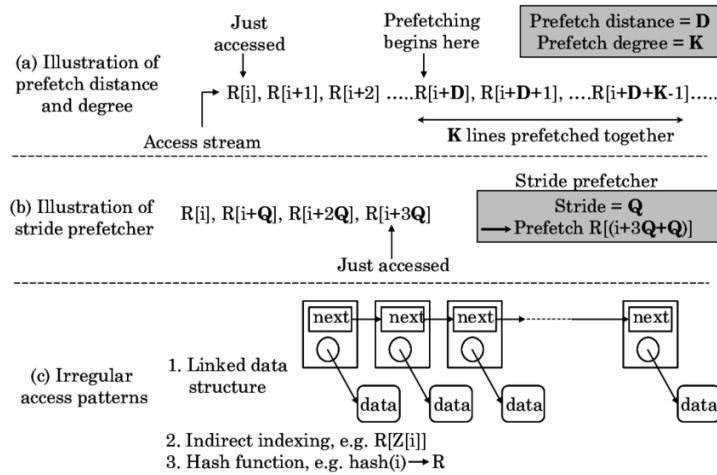 Just
accessed
Prefetching
begins here
Prefetch distance = D
Prefetch degree = K
(a) Illustration of
prefetch distance
and degree
R[i], R[i+1], R[i+2] .....R[i+D], R[i+D+1], ....R[i+D+K-1].....
Access stream
K lines prefetched together
(b) Illustration of
stride prefetcher
R[i], R[i+Q], R[i+2Q], R[i+3Q]
Just accessed
Stride prefetcher
Stride = Q
Prefetch R[(i+3Q+Q)]
(c) Irregular
access patterns
1. Linked data
structure
next next next next
data data data data
2. Indirect indexing, e.g. R[Z[i]]
3. Hash function, e.g. hash(i)→R